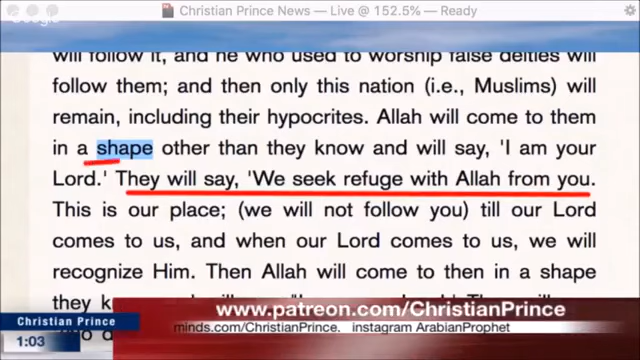 Christian Prince News — Live @ 152.5% — Ready
will follow it, and he who used to worship false deities will
follow them; and then only this nation (i.e., Muslims) will
remain, including their hypocrites. Allah will come to them
in a shape other than they know and will say, 'I am your
Lord.' They will say, 'We seek refuge with Allah from you.
This is our place; (we will not follow you) till our Lord
comes to us, and when our Lord comes to us, we will
recognize Him. Then Allah will come to then in a shape
they
www.patreon.com/ChristianPrince
Christian Prince
minds.com/ChristianPrince. instagram ArabianProphet
1:03